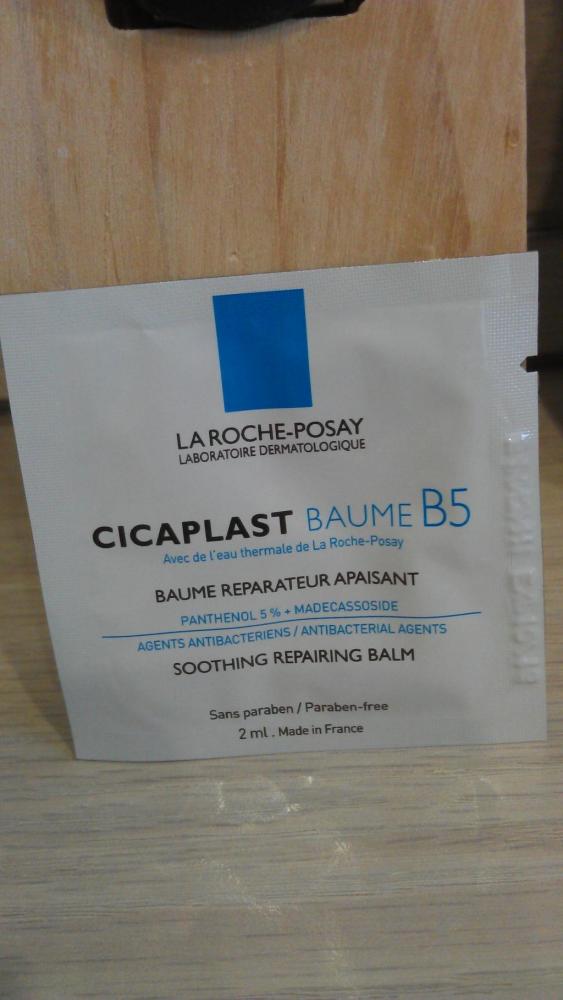 LA ROCHE-POSAY
LABORATOIRE DERMATOLOGIQUE
CICAPLAST BAUME B5
Avec de l'eau thermale de La Roche-Posay
BAUME REPARATEUR APAISANT
PANTHENOL 5 % + MADECASSOSIDE
AGENTS ANTIBACTERIENS / ANTIBACTERIAL AGENTS
SOOTHING REPAIRING BALM
Sans paraben / Paraben-free
2 ml . Made in France